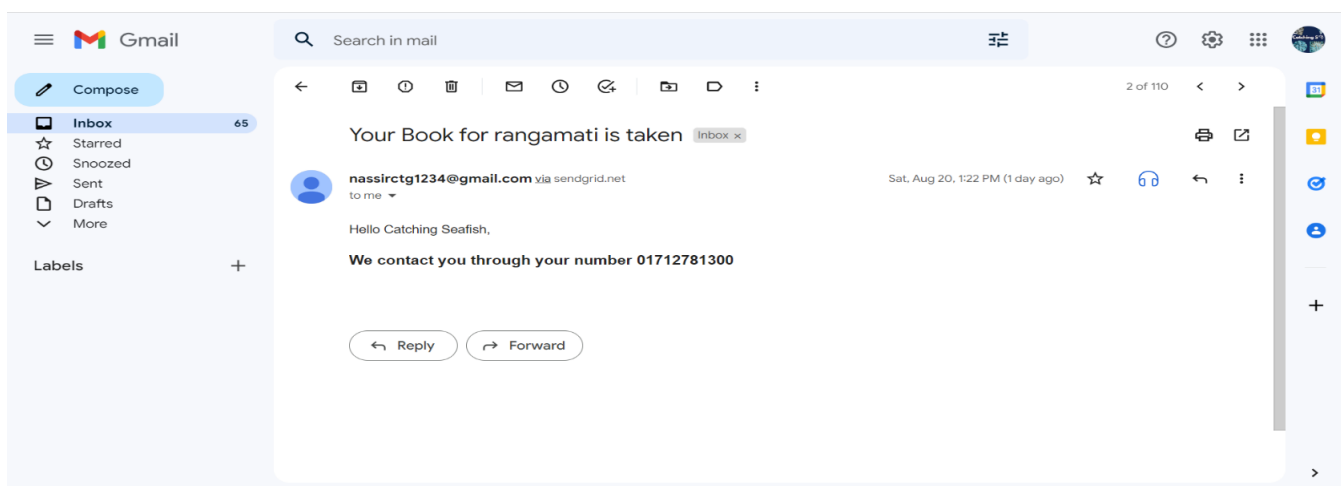 Gmail
Search in mail
Compose
2 of 110
31
Inbox 65
Starred
Snoozed
Sent
Drafts
More
Labels
Your Book for rangamati is taken Inbox x
nassirctg1234@gmail.com via sendgrid.net Sat, Aug 20, 1:22 PM (1 day ago)
to me
Hello Catching Seafish,
We contact you through your number 01712781300
Reply Forward